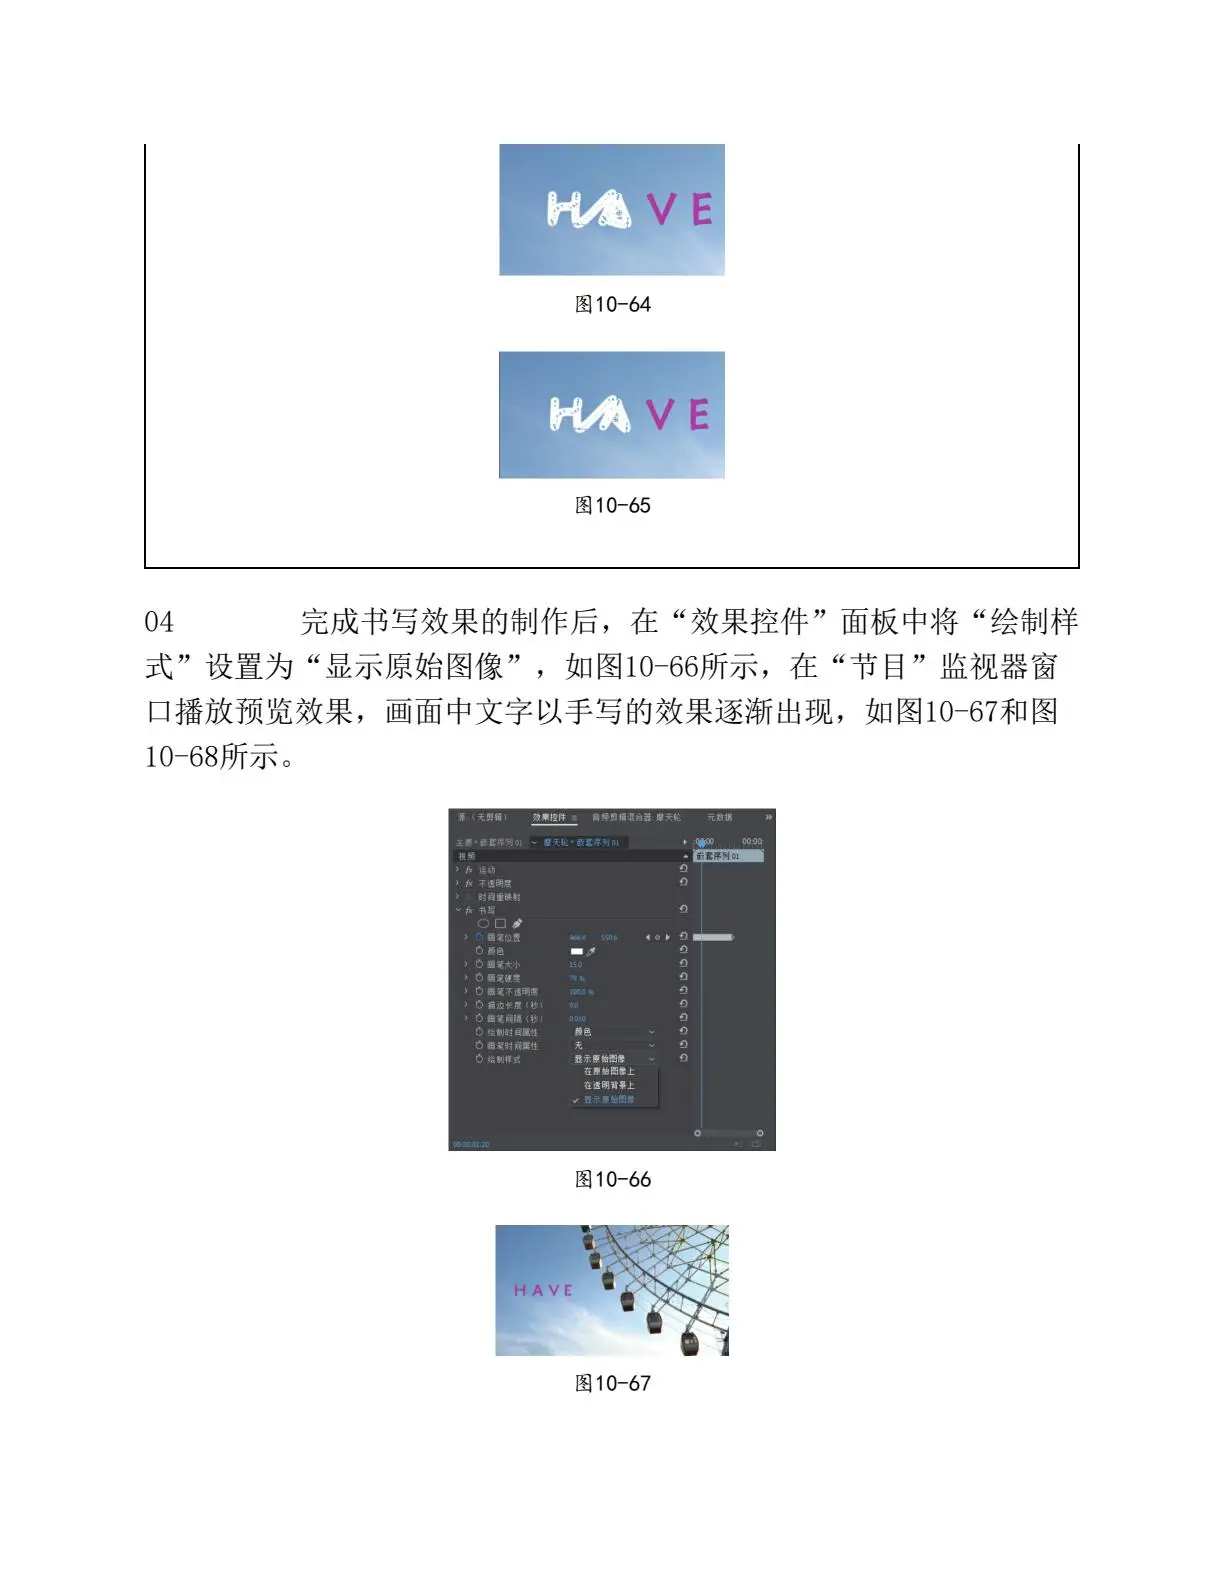 HAVE
图10-64
HAVE
图10-65
04 完成书写效果的制作后，在“效果控件”面板中将“绘制样
式”设置为“显示原始图像”，如图10-66所示，在“节目”监视器窗
口播放预览效果，画面中文字以手写的效果逐渐出现，如图10-67和图
10-68所示。
源:（无剪辑） 效果控件 音频剪辑混合器: 摩天轮 元数据
主要*嵌套序列01 摩天轮*嵌套序列01 00:00 00:00:
视频 嵌套序列01
fx 运动
fx 不透明度
时间重映射
fx 书写
画笔位置 466.4 550.6
颜色
画笔大小 15.0
画笔硬度 79 %
画笔不透明度 100.0 %
描边长度（秒） 0.0
画笔间隔（秒） 0.010
绘制时间属性 颜色
画笔时间属性 无
绘制样式 显示原始图像
在原始图像上
在透明背景上
显示原始图像
00:00:01:20
图10-66
HAVE
图10-67